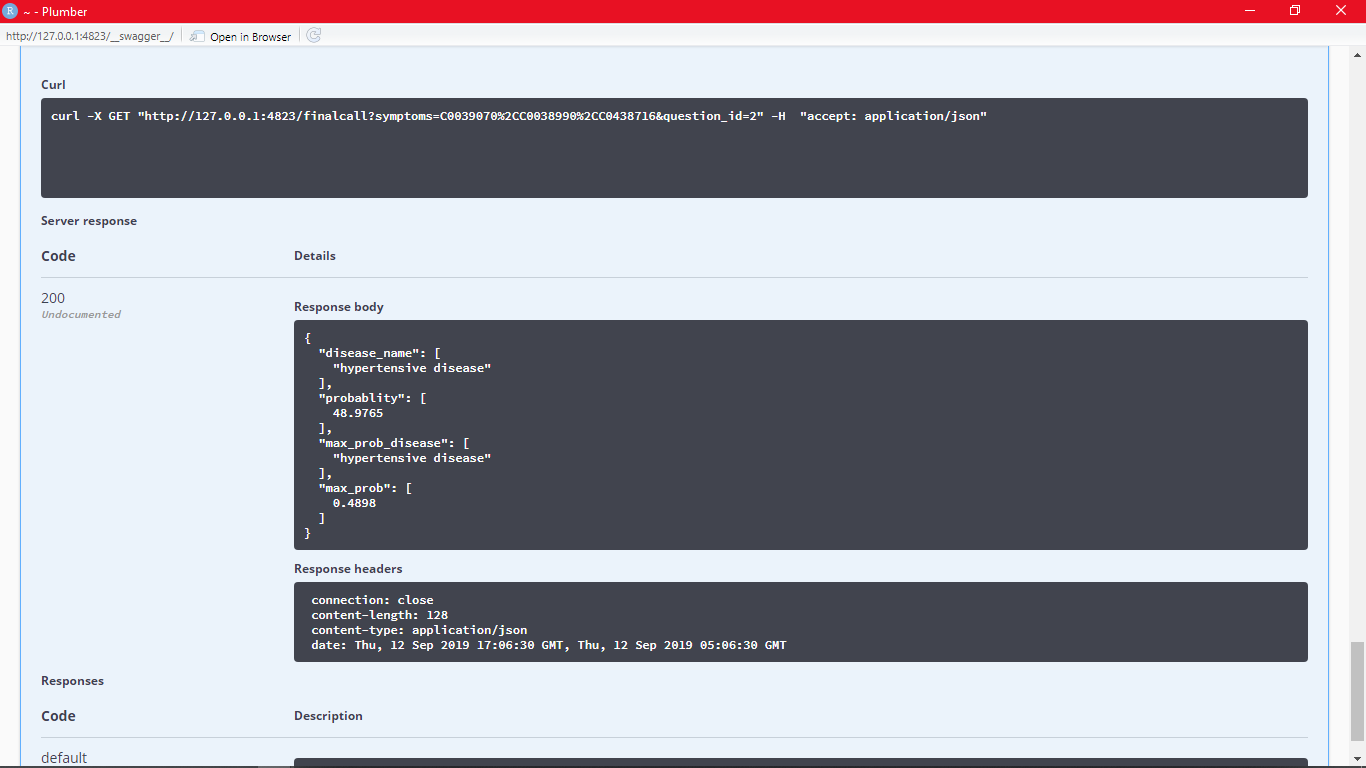 R ~ - Plumber
http://127.0.0.1:4823/__swagger__/ Open in Browser
Curl
curl -X GET "http://127.0.0.1:4823/finalcall?symptoms=C0039070%2CC0038990%2CC0438716&question_id=2" -H  "accept: application/json"
Server response
Code Details
200
Undocumented
Response body
{
  "disease_name": [
    "hypertensive disease"
  ],
  "probablity": [
    48.9765
  ],
  "max_prob_disease": [
    "hypertensive disease"
  ],
  "max_prob": [
    0.4898
  ]
}
Response headers
connection: close
content-length: 128
content-type: application/json
date: Thu, 12 Sep 2019 17:06:30 GMT, Thu, 12 Sep 2019 05:06:30 GMT
Responses
Code Description
default